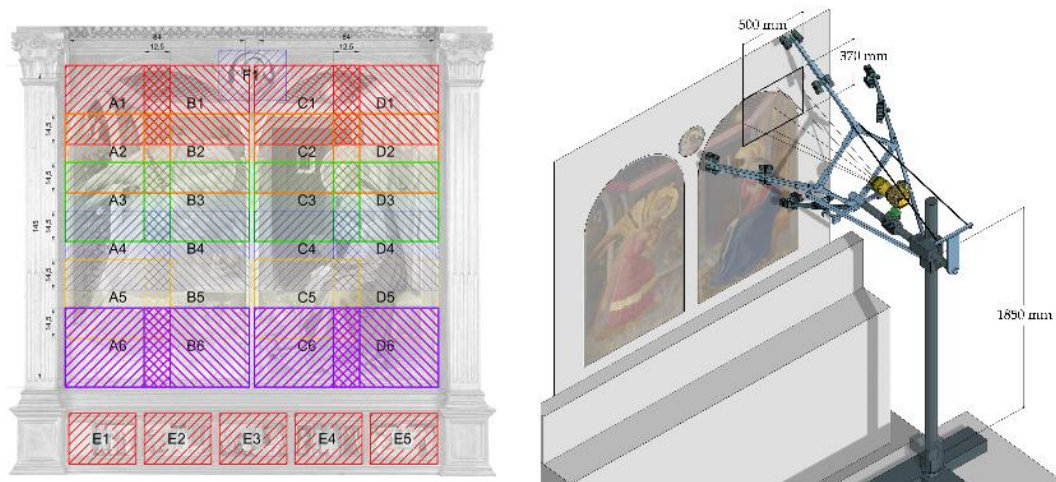 84 84
12,5 12,5
F1
A1 B1 C1 D1
14,5
A2 B2 C2 D2
A3 B3 C3 D3
145
14,5
A4 B4 C4 D4
14,5
A5 B5 C5 D5
14,5
A6 B6 C6 D6
E1 E2 E3 E4 E5
500 mm
370 mm
1850 mm